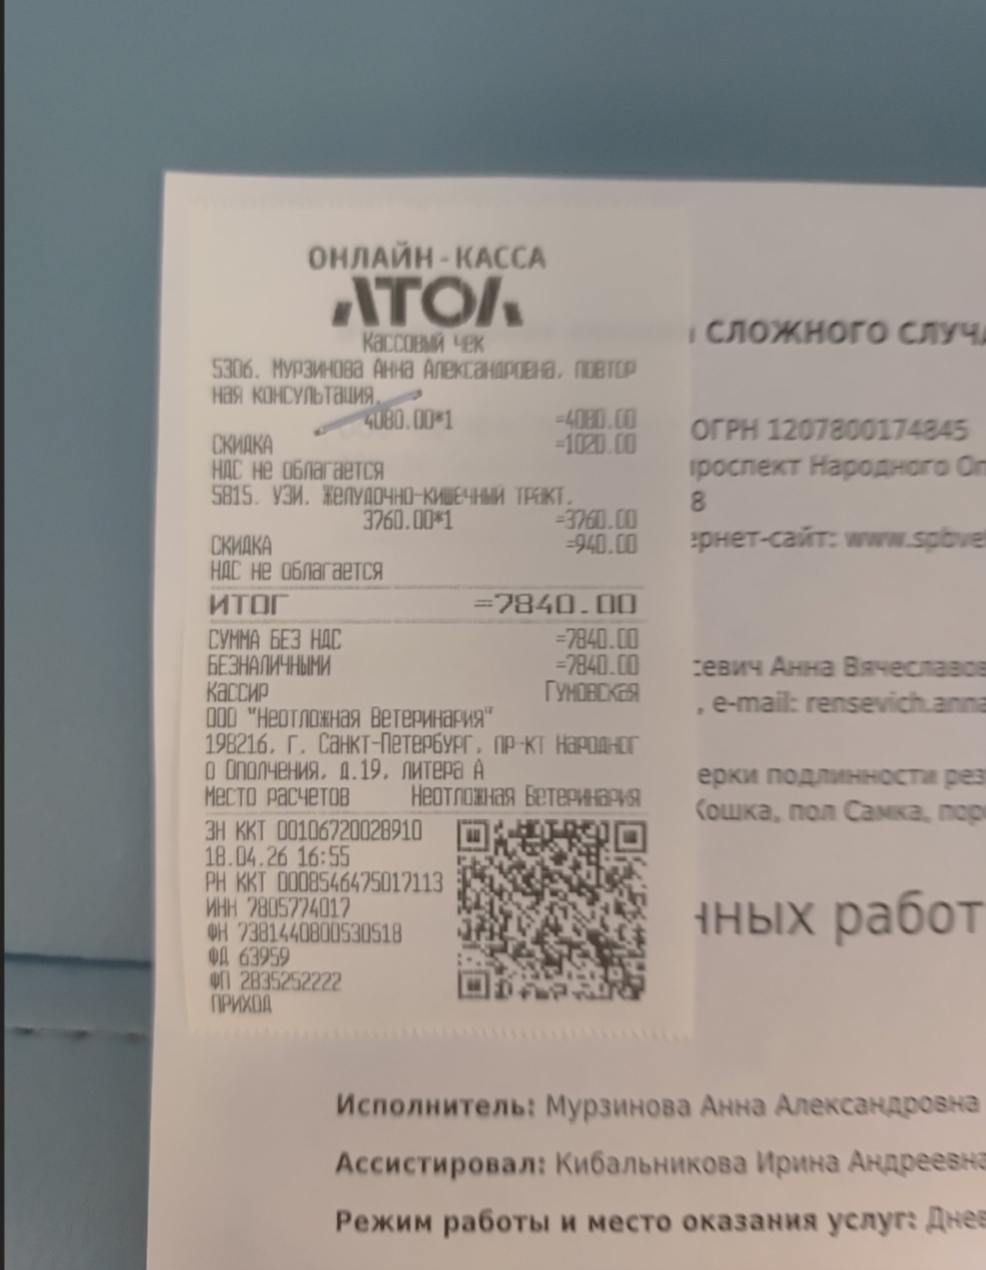 ОНЛАЙН-КАССА
АТОЛ
Кассовый чек
5306. Мурзинова Анна Александровна, повтор
ная консультация.
4080.00*1 =4080.00
СКИДКА =1020.00
НДС не облагается
5815. УЗИ. Желудочно-кишечный тракт.
3760.00*1 =3760.00
СКИДКА =940.00
НДС не облагается
ИТОГ =7840.00
СУММА БЕЗ НДС =7840.00
БЕЗНАЛИЧНЫМИ =7840.00
Кассир Гумовская
ООО "Неотложная Ветеринария"
198216, г. Санкт-Петербург, пр-кт Народног
о Ополчения, д.19, литера А
Место расчетов Неотложная Ветеринария
ЗН ККТ 00106720028910
18.04.26 16:55
РН ККТ 0008546475017113
ИНН 7805774017
ФН 7381440800530518
ФД 63959
ФП 2835252222
ПРИХОД
СЛОЖНОГО СЛУЧА
ОГРН 1207800174845
проспект Народного Оп
8
ернет-сайт: www.spbve
севич Анна Вячеславов
, e-mail: rensevich.anna
ерки подлинности рез
Кошка, пол Самка, пор
нных работ
Исполнитель: Мурзинова Анна Александровна
Ассистировал: Кибальникова Ирина Андреевна
Режим работы и место оказания услуг: Днев